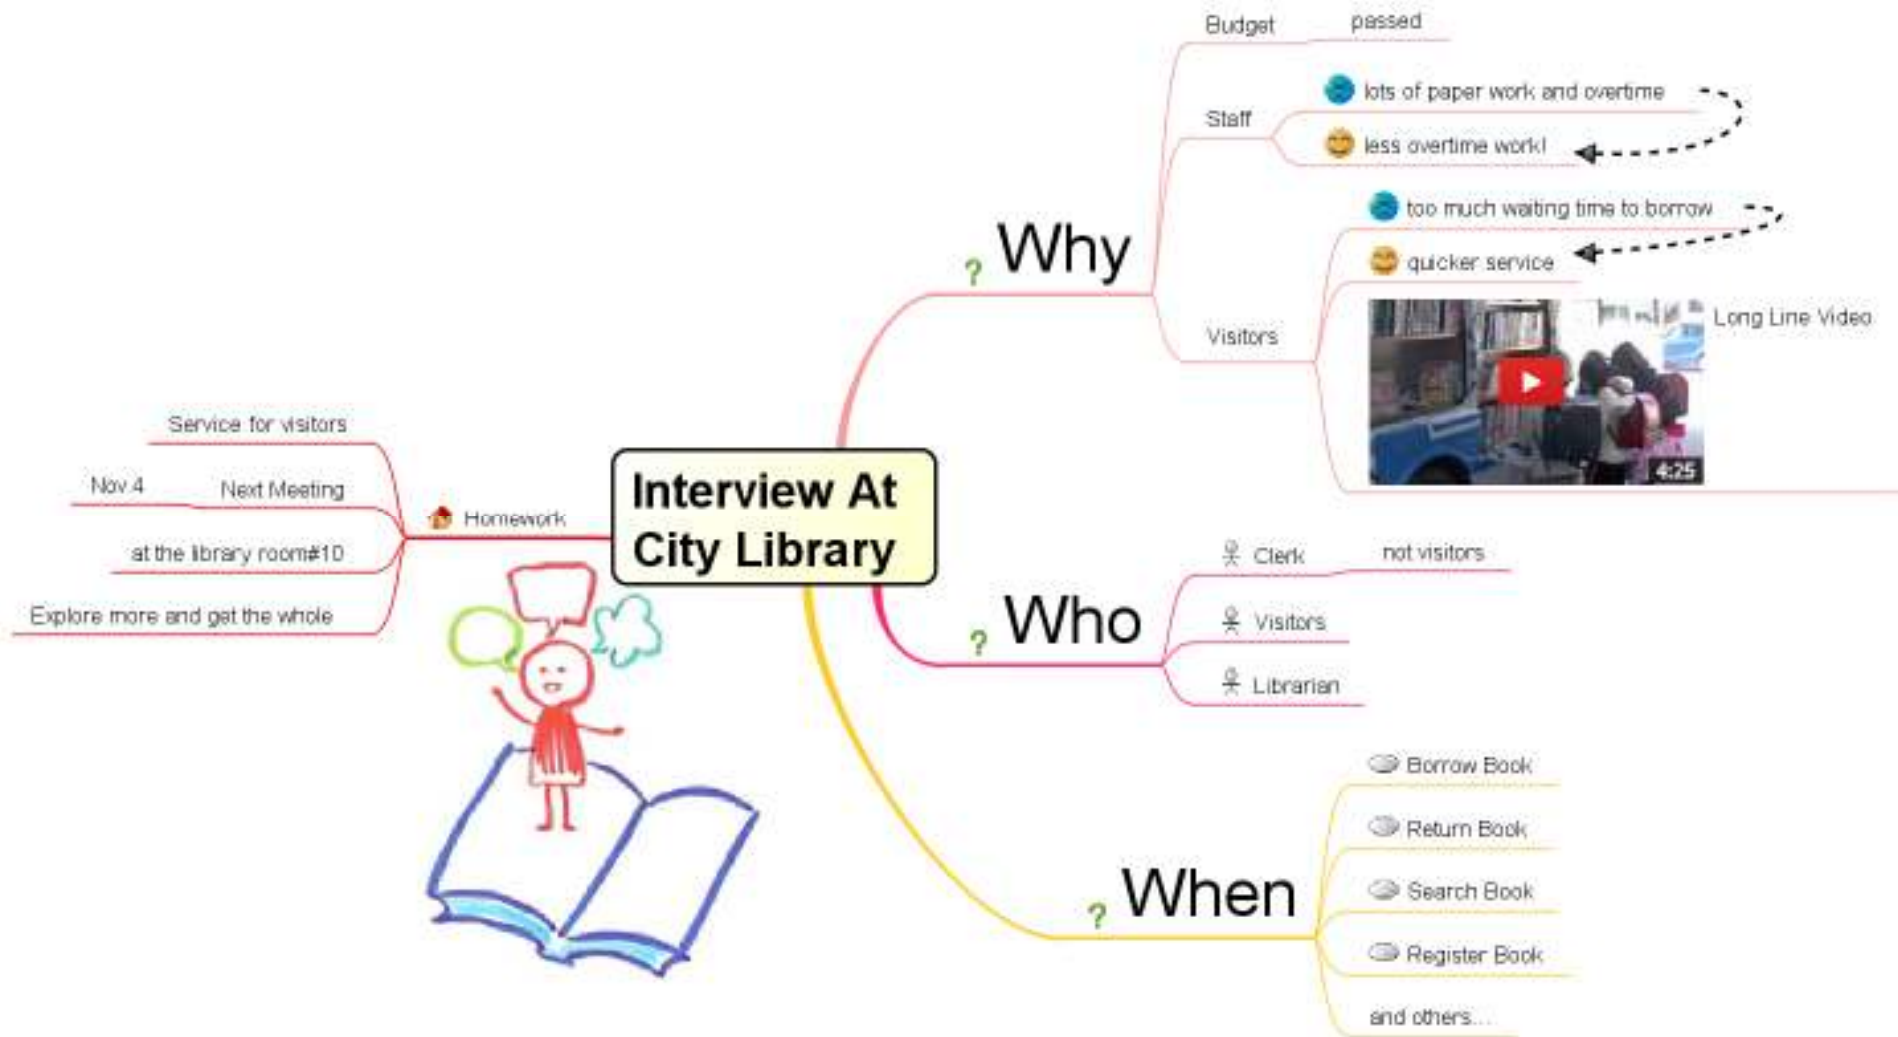 Interview At
City Library
? Why
Budget
passed
Staff
lots of paper work and overtime
less overtime work!
Visitors
too much waiting time to borrow
quicker service
Long Line Video
4:25
? Who
Clerk
not visitors
Visitors
Librarian
? When
Borrow Book
Return Book
Search Book
Register Book
and others...
Homework
Service for visitors
Next Meeting
Nov.4
at the library room#10
Explore more and get the whole